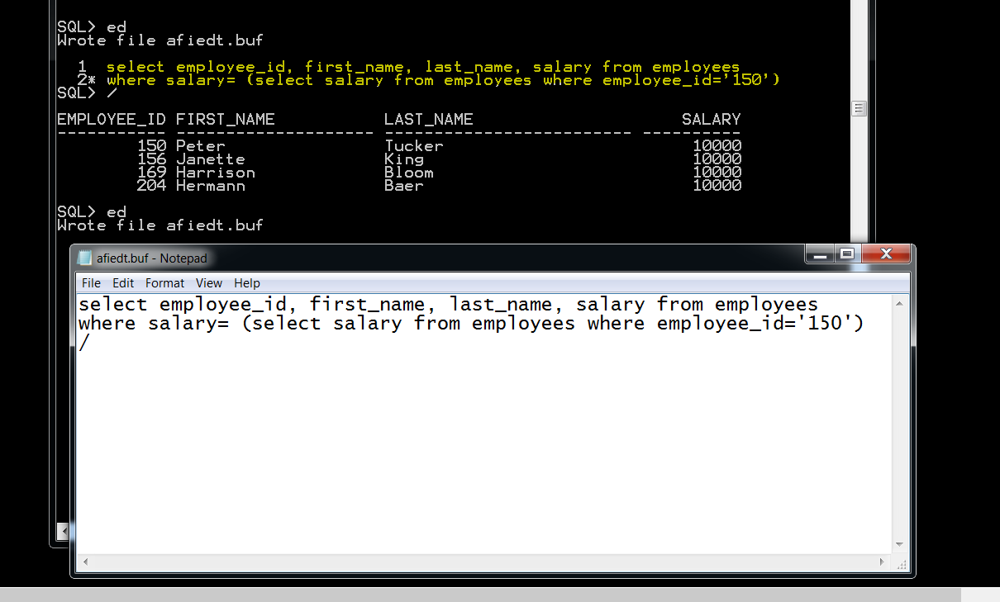 SQL> ed
Wrote file afiedt.buf
1 select employee_id, first_name, last_name, salary from employees
2* where salary= (select salary from employees where employee_id='150')
SQL> /
EMPLOYEE_ID FIRST_NAME LAST_NAME SALARY
----------- -------------------- ------------------------- ----------
150 Peter Tucker 10000
156 Janette King 10000
169 Harrison Bloom 10000
204 Hermann Baer 10000
SQL> ed
Wrote file afiedt.buf
afiedt.buf - Notepad
File Edit Format View Help
select employee_id, first_name, last_name, salary from employees
where salary= (select salary from employees where employee_id='150')
/